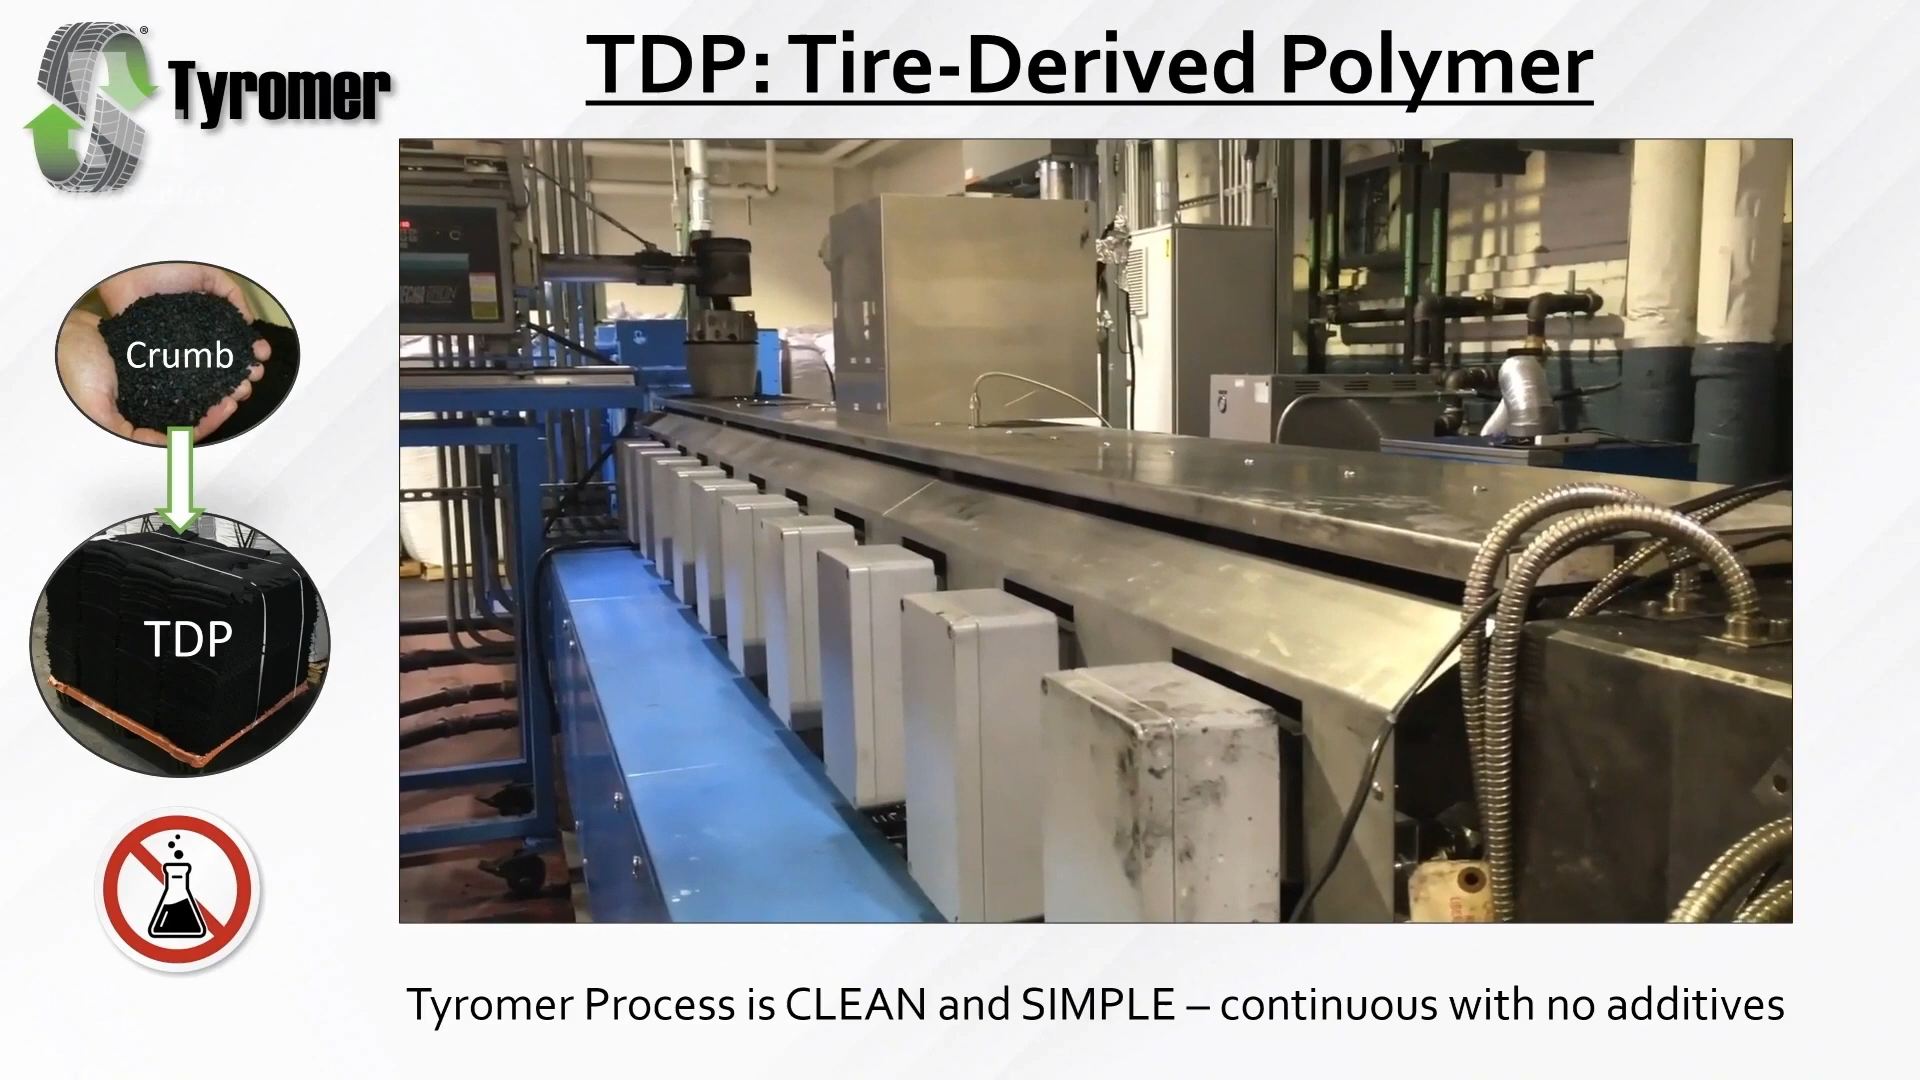 Tyromer
TDP: Tire-Derived Polymer
Crumb
TDP
Tyromer Process is CLEAN and SIMPLE – continuous with no additives